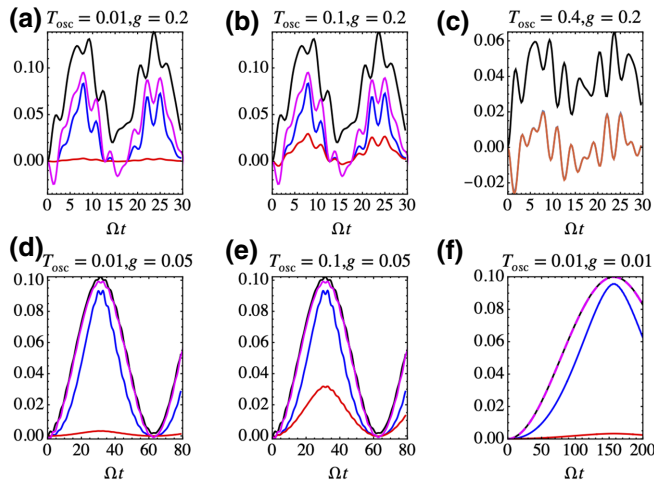 (a) T_osc = 0.01, g = 0.2
0.10
0.05
0.00
0 5 10 15 20 25 30
Ωt
(b) T_osc = 0.1, g = 0.2
0.10
0.05
0.00
0 5 10 15 20 25 30
Ωt
(c) T_osc = 0.4, g = 0.2
0.06
0.04
0.02
0.00
−0.02
0 5 10 15 20 25 30
Ωt
(d) T_osc = 0.01, g = 0.05
0.10
0.08
0.06
0.04
0.02
0.00
0 20 40 60 80
Ωt
(e) T_osc = 0.1, g = 0.05
0.10
0.08
0.06
0.04
0.02
0.00
0 20 40 60 80
Ωt
(f) T_osc = 0.01, g = 0.01
0.10
0.08
0.06
0.04
0.02
0.00
0 50 100 150 200
Ωt